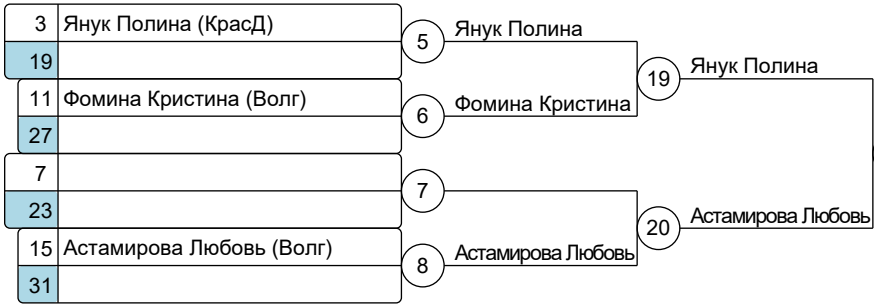 3 Янук Полина (КрасД)
19
11 Фомина Кристина (Волг)
27
7
23
15 Астамирова Любовь (Волг)
31
5
6
7
8
Янук Полина
Фомина Кристина
Астамирова Любовь
19
20
Янук Полина
Астамирова Любовь